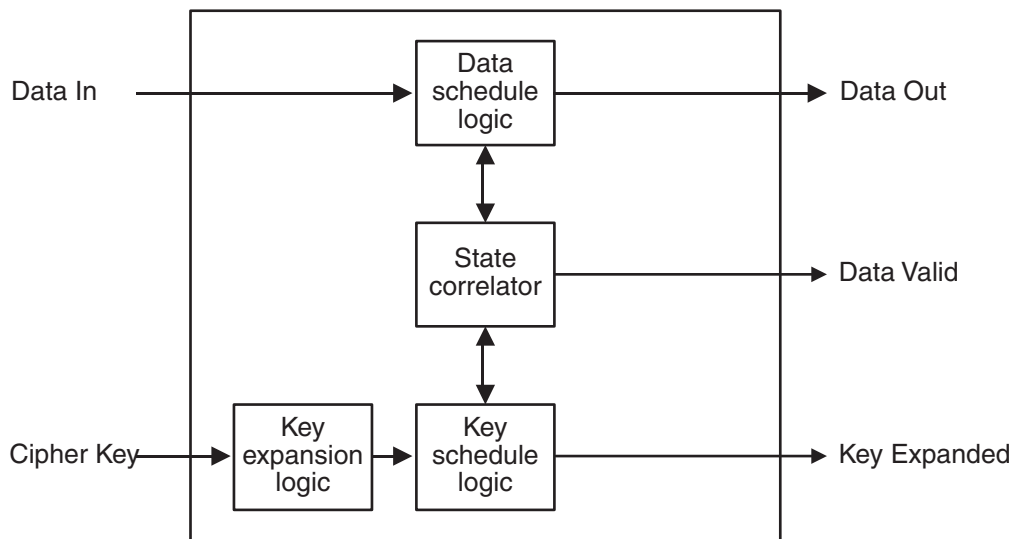 Data In
Data
schedule
logic
Data Out
State
correlator
Data Valid
Cipher Key
Key
expansion
logic
Key
schedule
logic
Key Expanded